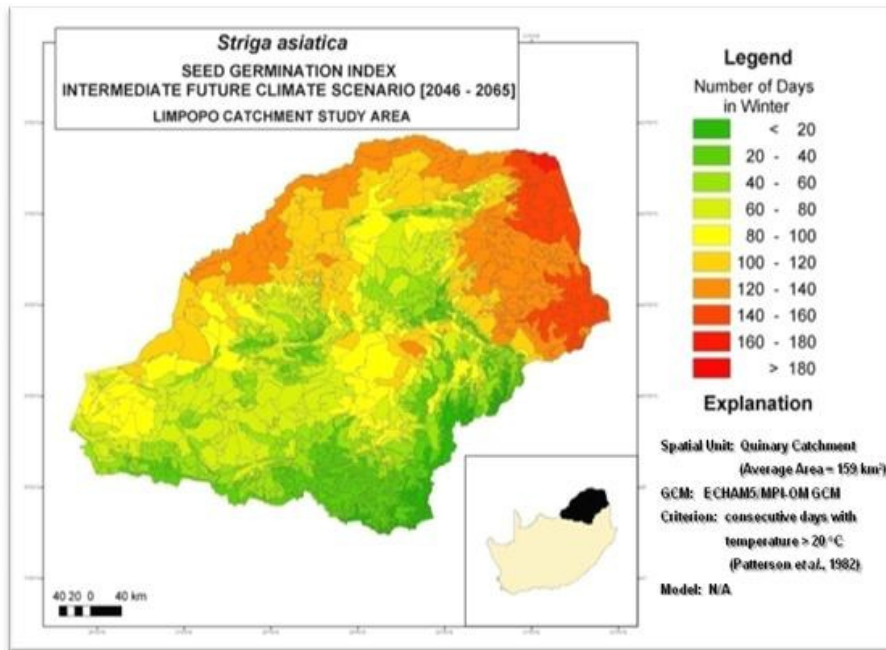 Striga asiatica
SEED GERMINATION INDEX
INTERMEDIATE FUTURE CLIMATE SCENARIO [2046 - 2065]
LIMPOPO CATCHMENT STUDY AREA
Legend
Number of Days
in Winter
< 20
20 - 40
40 - 60
60 - 80
80 - 100
100 - 120
120 - 140
140 - 160
160 - 180
> 180
Explanation
Spatial Unit: Quinary Catchment
(Average Area = 159 km²)
GCM: ECHAM5/MPI-OM GCM
Criterion: consecutive days with
temperature > 20 °C
(Patterson et al., 1982)
Model: N/A
40 20 0 40 km